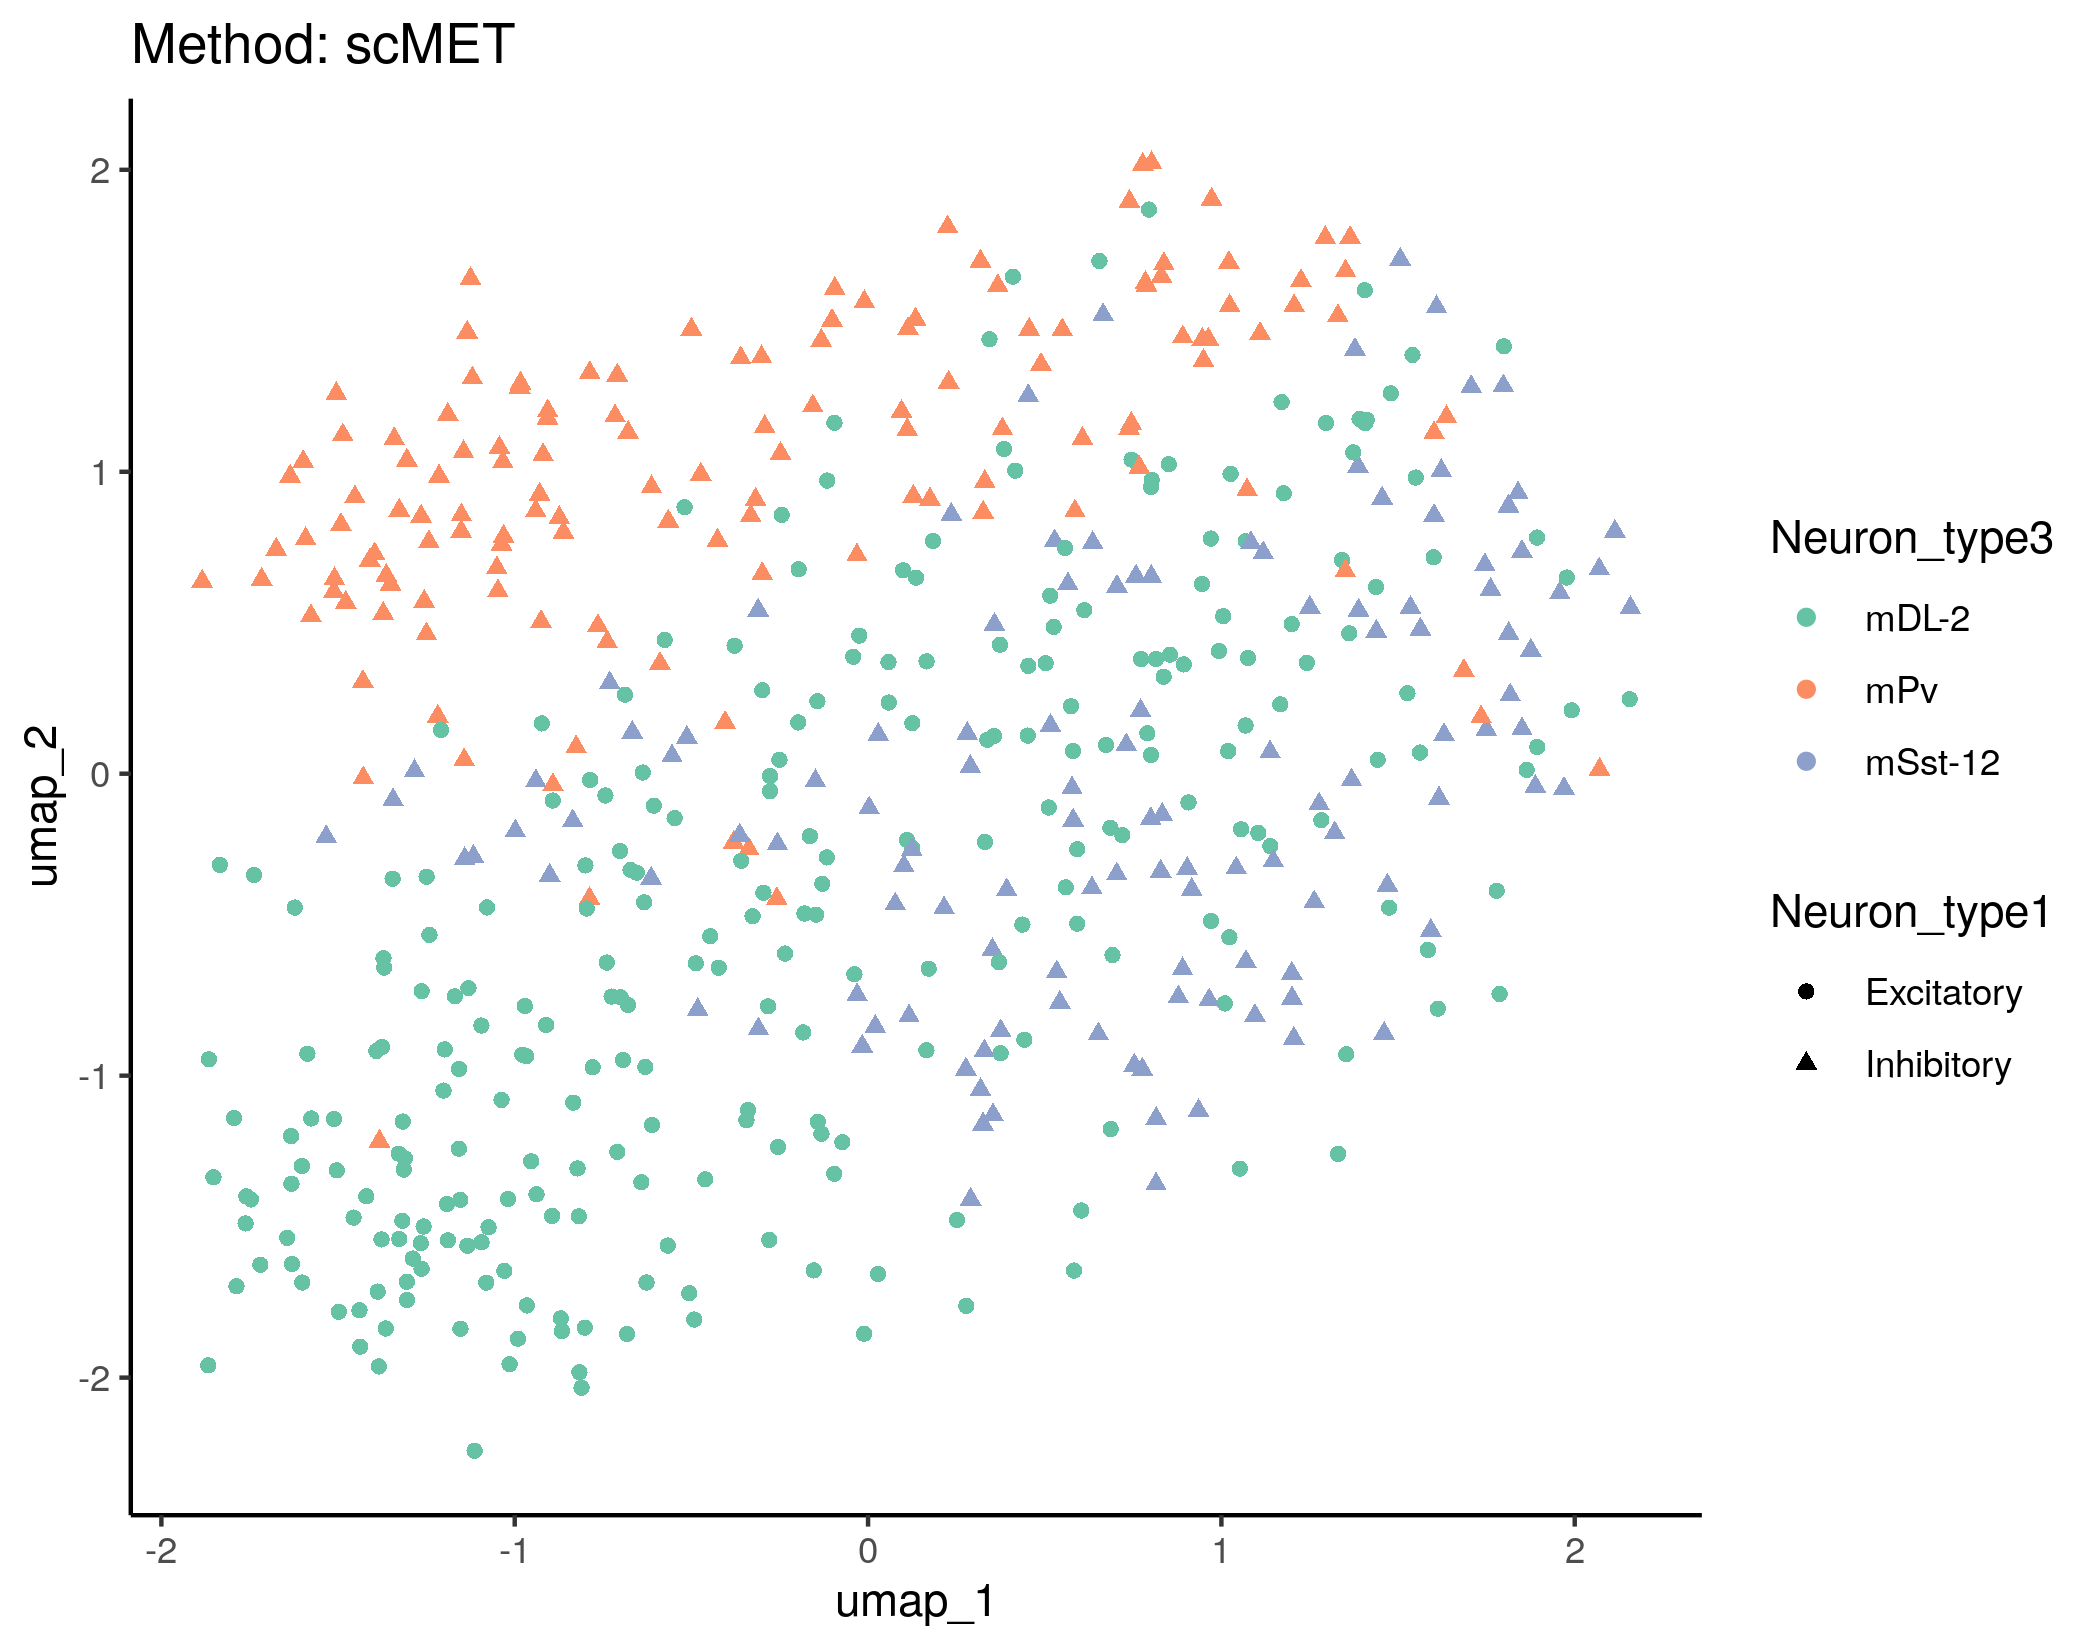 Method: scMET
umap_2
2
1
0
-1
-2
-2
-1
0
1
2
umap_1
Neuron_type3
mDL-2
mPv
mSst-12
Neuron_type1
Excitatory
Inhibitory